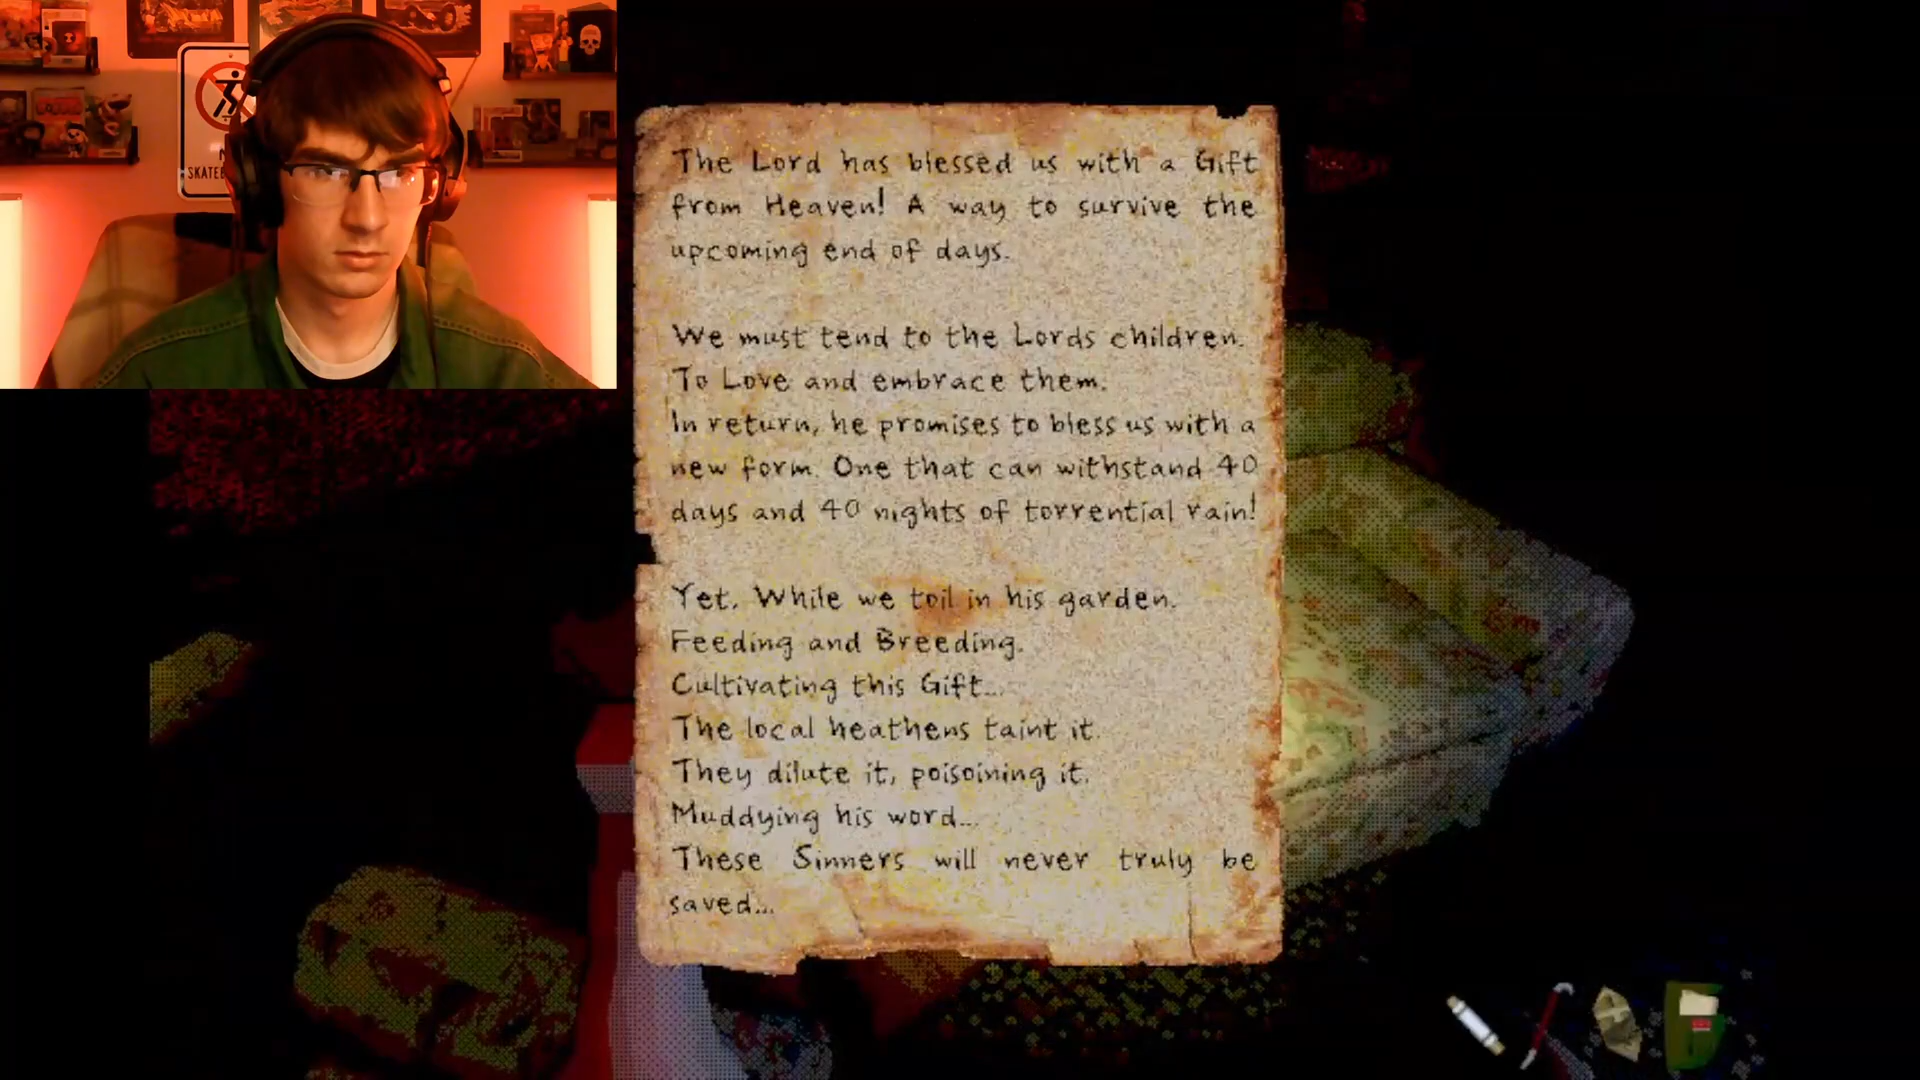 SKATEB
The Lord has blessed us with a Gift
from Heaven! A way to survive the
upcoming end of days.
We must tend to the Lords children.
To Love and embrace them.
In return, he promises to bless us with a
new form. One that can withstand 40
days and 40 nights of torrential rain!
Yet. While we toil in his garden.
Feeding and Breeding.
Cultivating this Gift...
The local heathens taint it.
They dilute it, poisoining it.
Muddying his word...
These Sinners will never truly be
saved...